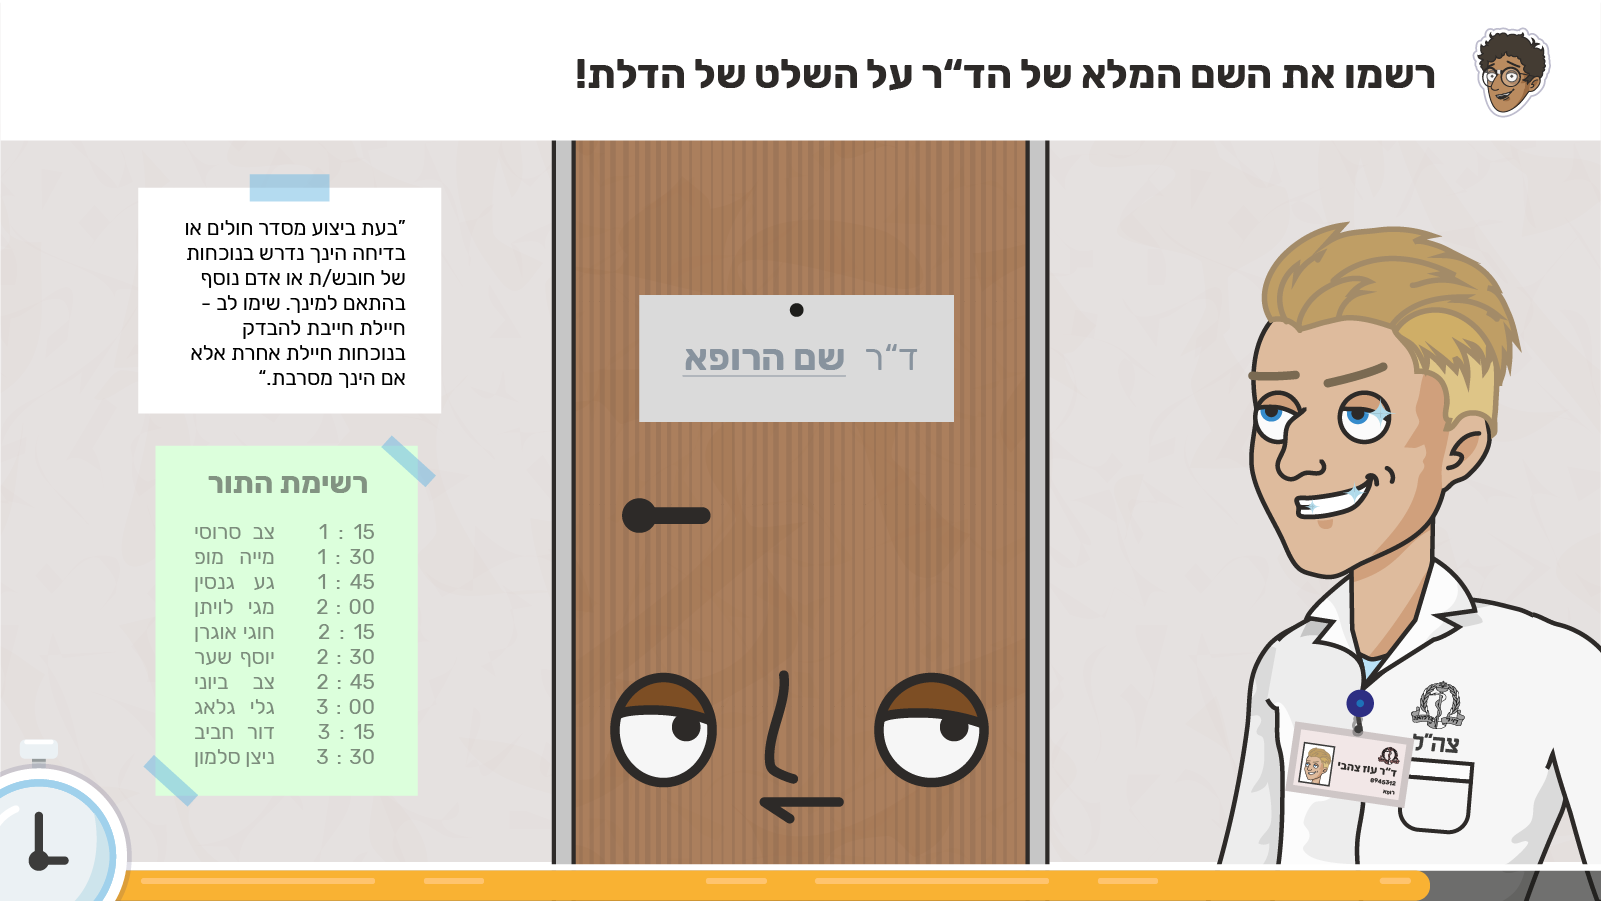 רשמו את השם המלא של הד“ר על השלט של הדלת!
”בעת ביצוע מסדר חולים או
בדיחה הינך נדרש בנוכחות
של חובש/ת או אדם נוסף
בהתאם למינך. שימו לב -
חיילת חייבת להבדק
בנוכחות חיילת אחרת אלא
אם הינך מסרבת.“
רשימת התור
1 : 15 צב סרוסי
1 : 30 מייה מופ
1 : 45 גע גנסין
2 : 00 מגי לויתן
2 : 15 חוגי אוגרן
2 : 30 יוסף שער
2 : 45 צב ביוני
3 : 00 גלי גלאג
3 : 15 דור חביב
3 : 30 ניצן סלמון
ד“ר שם הרופא
צה"ל
ד"ר עוז צהבי
רופא